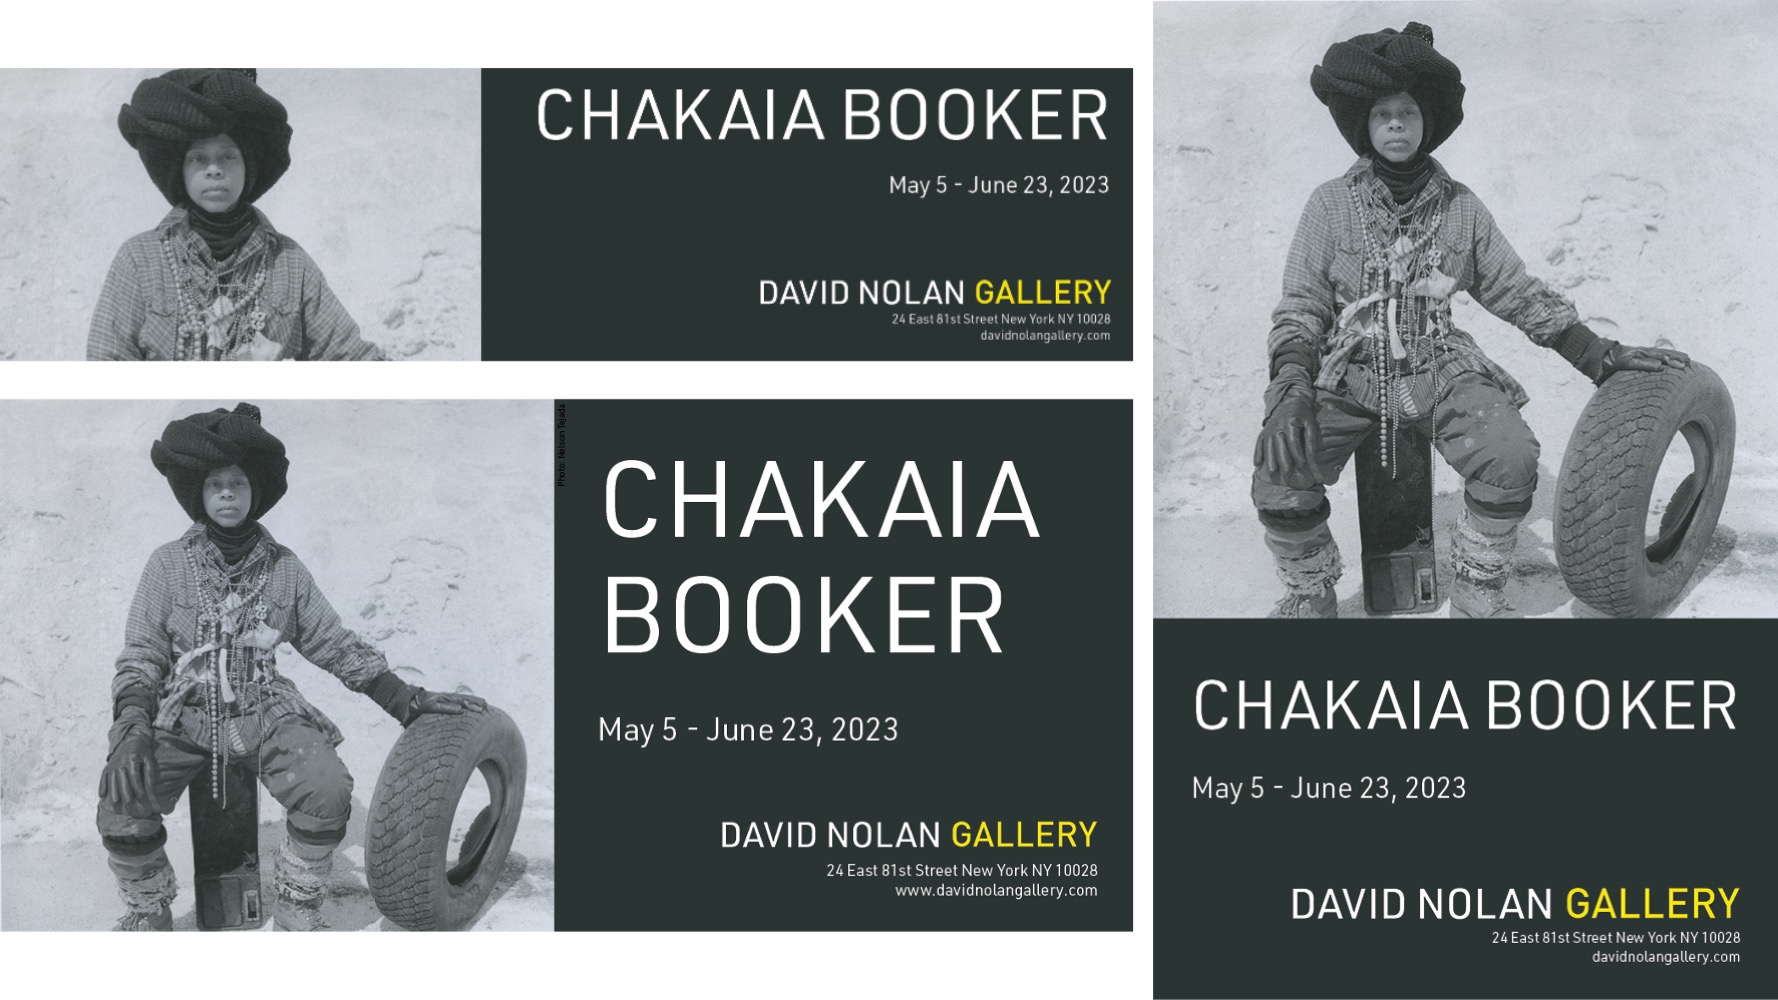 CHAKAIA BOOKER
May 5 - June 23, 2023
DAVID NOLAN GALLERY
24 East 81st Street New York NY 10028
davidnolangallery.com
Photo: Nelson Tejada
CHAKAIA
BOOKER
May 5 - June 23, 2023
DAVID NOLAN GALLERY
24 East 81st Street New York NY 10028
www.davidnolangallery.com
CHAKAIA BOOKER
May 5 - June 23, 2023
DAVID NOLAN GALLERY
24 East 81st Street New York NY 10028
davidnolangallery.com